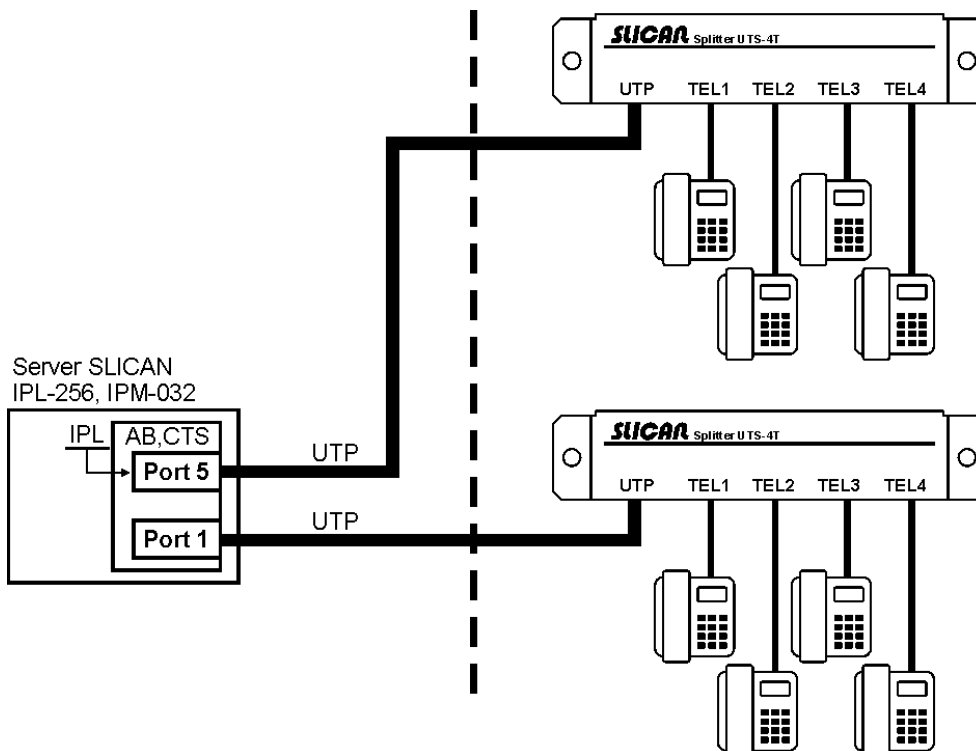 SLICAN Splitter UTS-4T
UTP TEL1 TEL2 TEL3 TEL4
Server SLICAN
IPL-256, IPM-032
IPL
AB,CTS
Port 5
UTP
Port 1
UTP
SLICAN Splitter UTS-4T
UTP TEL1 TEL2 TEL3 TEL4